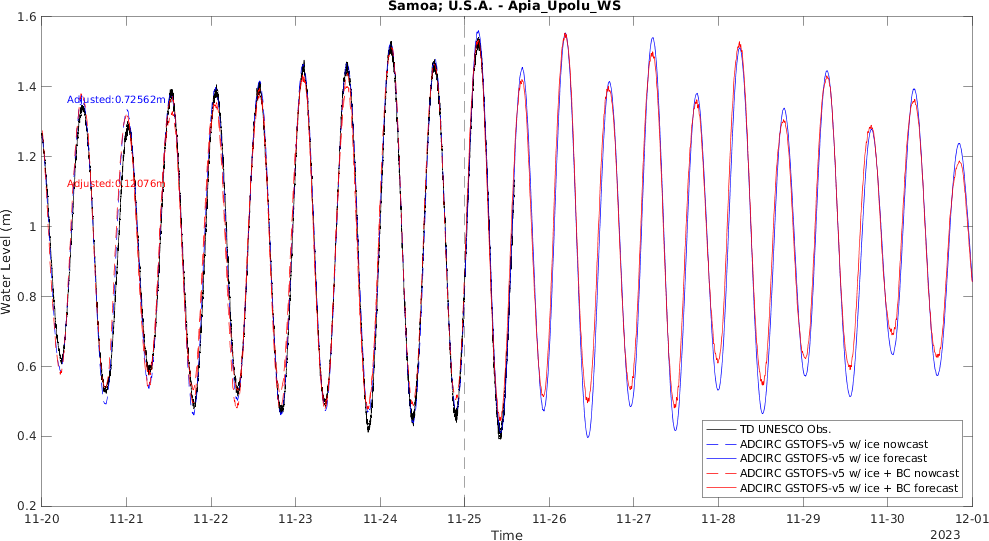 Samoa; U.S.A. - Apia_Upolu_WS
1.6
1.4
1.2
1
0.8
0.6
0.4
0.2
Water Level (m)
Adjusted:0.72562m
Adjusted:0.12076m
TD UNESCO Obs.
ADCIRC GSTOFS-v5 w/ ice nowcast
ADCIRC GSTOFS-v5 w/ ice forecast
ADCIRC GSTOFS-v5 w/ ice + BC nowcast
ADCIRC GSTOFS-v5 w/ ice + BC forecast
11-20 11-21 11-22 11-23 11-24 11-25 11-26 11-27 11-28 11-29 11-30 12-01
Time
2023